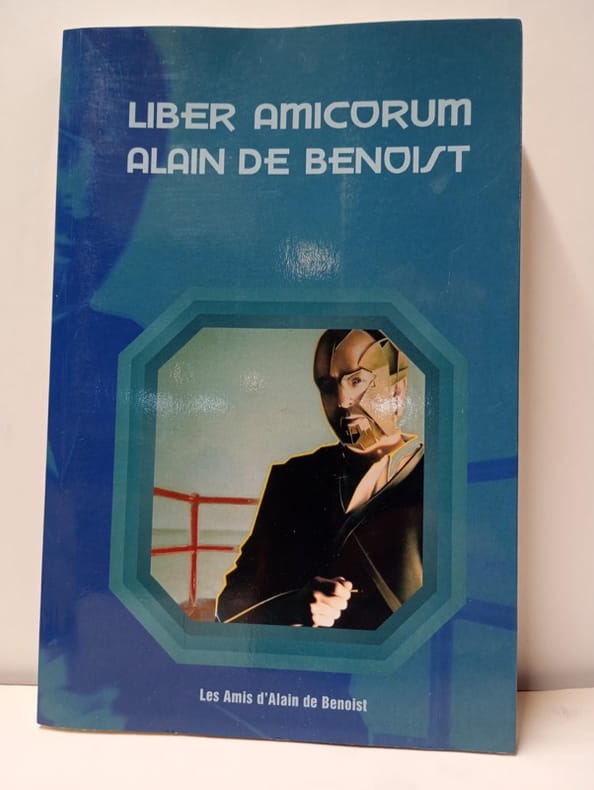 LIBER AMICORUM
ALAIN DE BENOIST
Les Amis d'Alain de Benoist